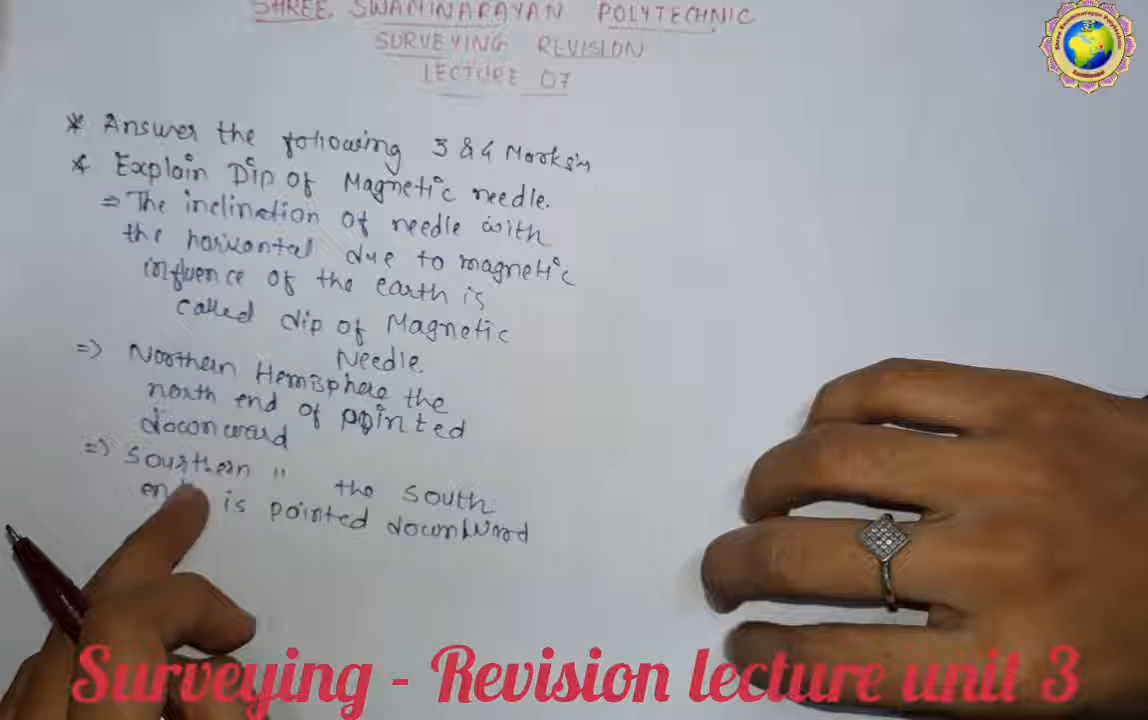 SHREE SWAMINARAYAN POLYTECHNIC
SURVEYING REVISION
LECTURE 07
* Answer the following 3 & 4 Marks
* Explain Dip of Magnetic needle.
⇒ The inclination of needle with
the horizontal due to magnetic
influence of the earth is
called dip of Magnetic
Needle.
=) Northern Hemisphere the
north end of pointed
downward
=) Sourthern " the south
is pointed downward
Surveying - Revision lecture unit 3